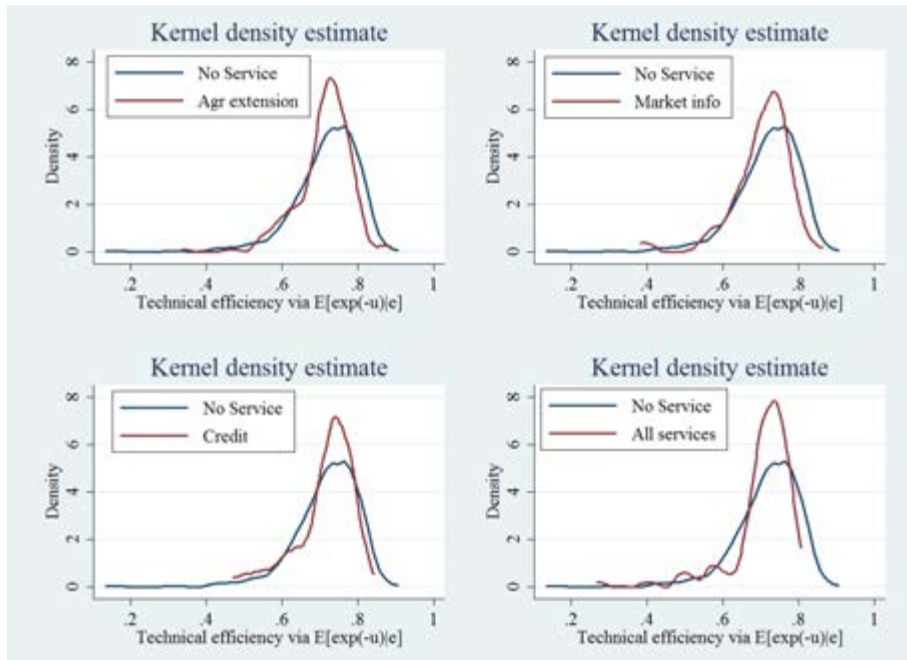 Kernel density estimate
No Service
Agr extension
Density
0 2 4 6 8
.2 .4 .6 .8 1
Technical efficiency via E[exp(-u)|e]
Kernel density estimate
No Service
Market info
Density
0 2 4 6 8
.2 .4 .6 .8 1
Technical efficiency via E[exp(-u)|e]
Kernel density estimate
No Service
Credit
Density
0 2 4 6 8
.2 .4 .6 .8 1
Technical efficiency via E[exp(-u)|e]
Kernel density estimate
No Service
All services
Density
0 2 4 6 8
.2 .4 .6 .8 1
Technical efficiency via E[exp(-u)|e]